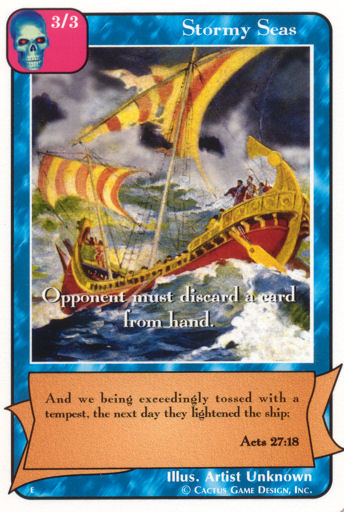 3/3
Stormy Seas
Opponent must discard a card
from hand.
And we being exceedingly tossed with a
tempest, the next day they lightened the ship;
Acts 27:18
Illus. Artist Unknown
E
© Cactus Game Design, Inc.